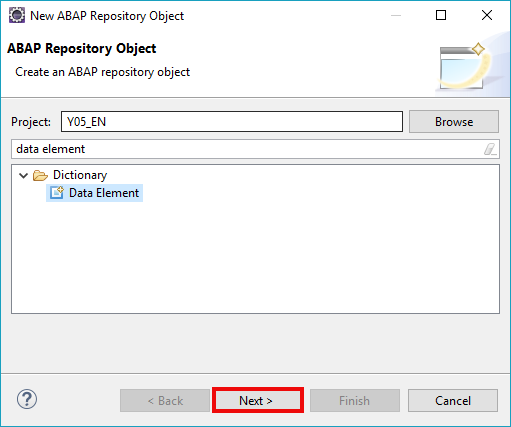 New ABAP Repository Object
ABAP Repository Object
Create an ABAP repository object
Project: Y05_EN Browse
data element
Dictionary
Data Element
? < Back Next > Finish Cancel